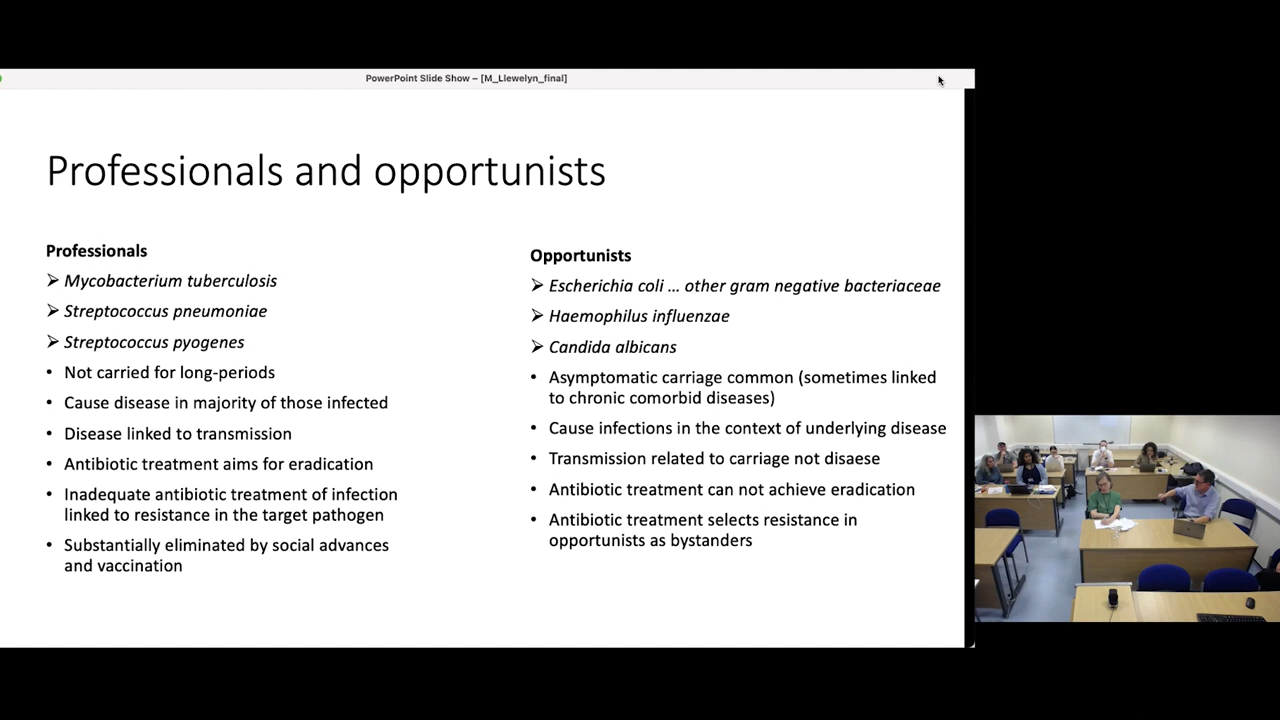 PowerPoint Slide Show – [M_Llewelyn_final]
Professionals and opportunists
Professionals
Mycobacterium tuberculosis
Streptococcus pneumoniae
Streptococcus pyogenes
Not carried for long-periods
Cause disease in majority of those infected
Disease linked to transmission
Antibiotic treatment aims for eradication
Inadequate antibiotic treatment of infection
linked to resistance in the target pathogen
Substantially eliminated by social advances
and vaccination
Opportunists
Escherichia coli ... other gram negative bacteriaceae
Haemophilus influenzae
Candida albicans
Asymptomatic carriage common (sometimes linked
to chronic comorbid diseases)
Cause infections in the context of underlying disease
Transmission related to carriage not disaese
Antibiotic treatment can not achieve eradication
Antibiotic treatment selects resistance in
opportunists as bystanders